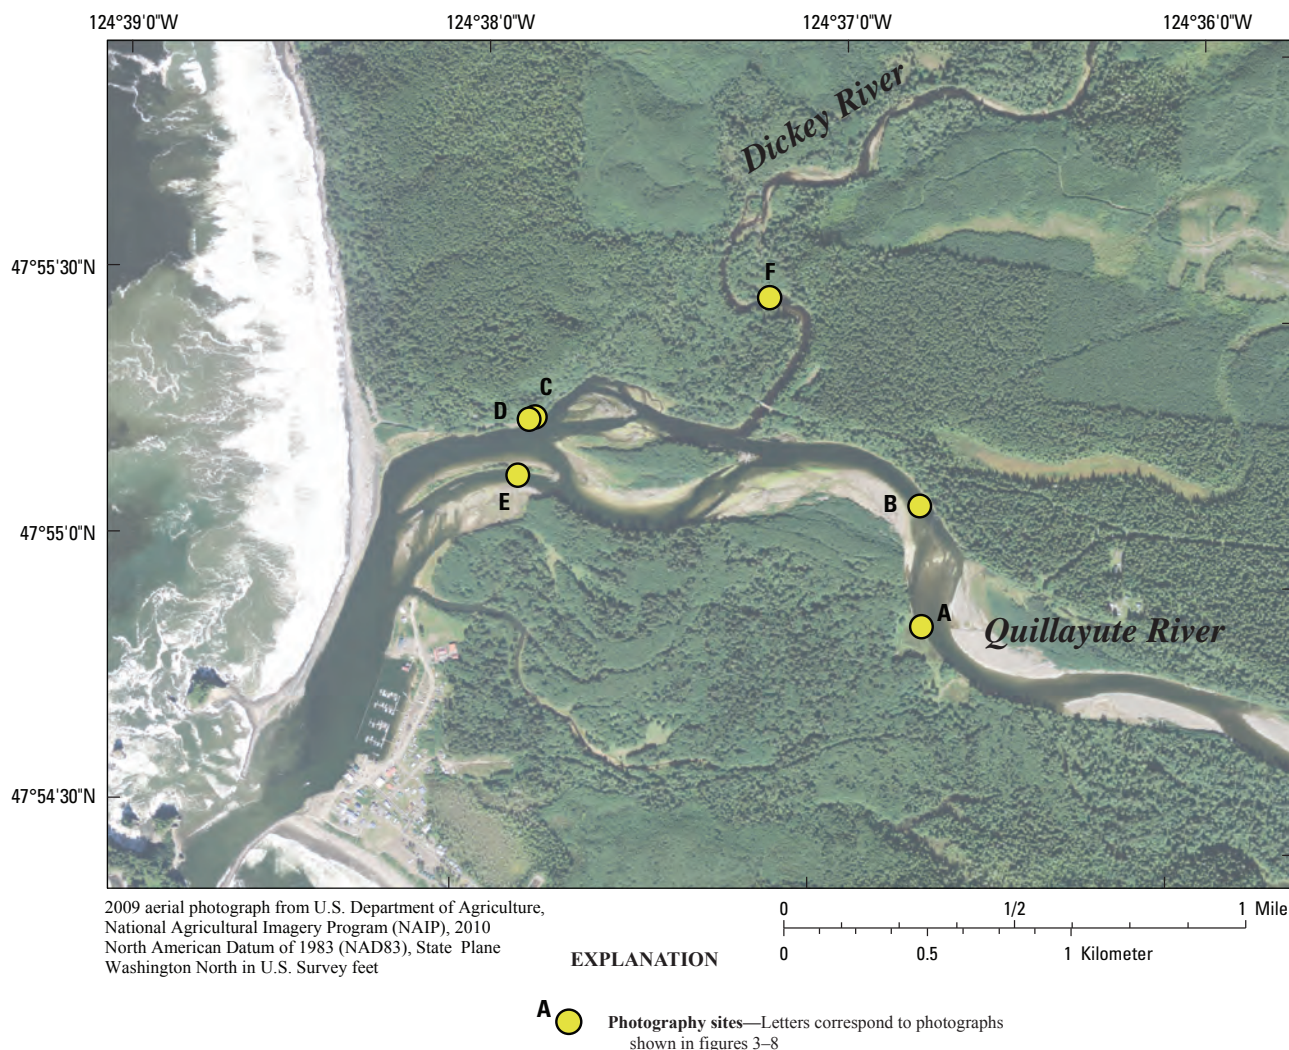 124°39'0"W
124°38'0"W
124°37'0"W
124°36'0"W
Dickey River
47°55'30"N
F
C
D
E
B
47°55'0"N
A
Quillayute River
47°54'30"N
2009 aerial photograph from U.S. Department of Agriculture,
National Agricultural Imagery Program (NAIP), 2010
North American Datum of 1983 (NAD83), State Plane
Washington North in U.S. Survey feet
0 1/2 1 Mile
0 0.5 1 Kilometer
EXPLANATION
A
Photography sites—Letters correspond to photographs
shown in figures 3–8